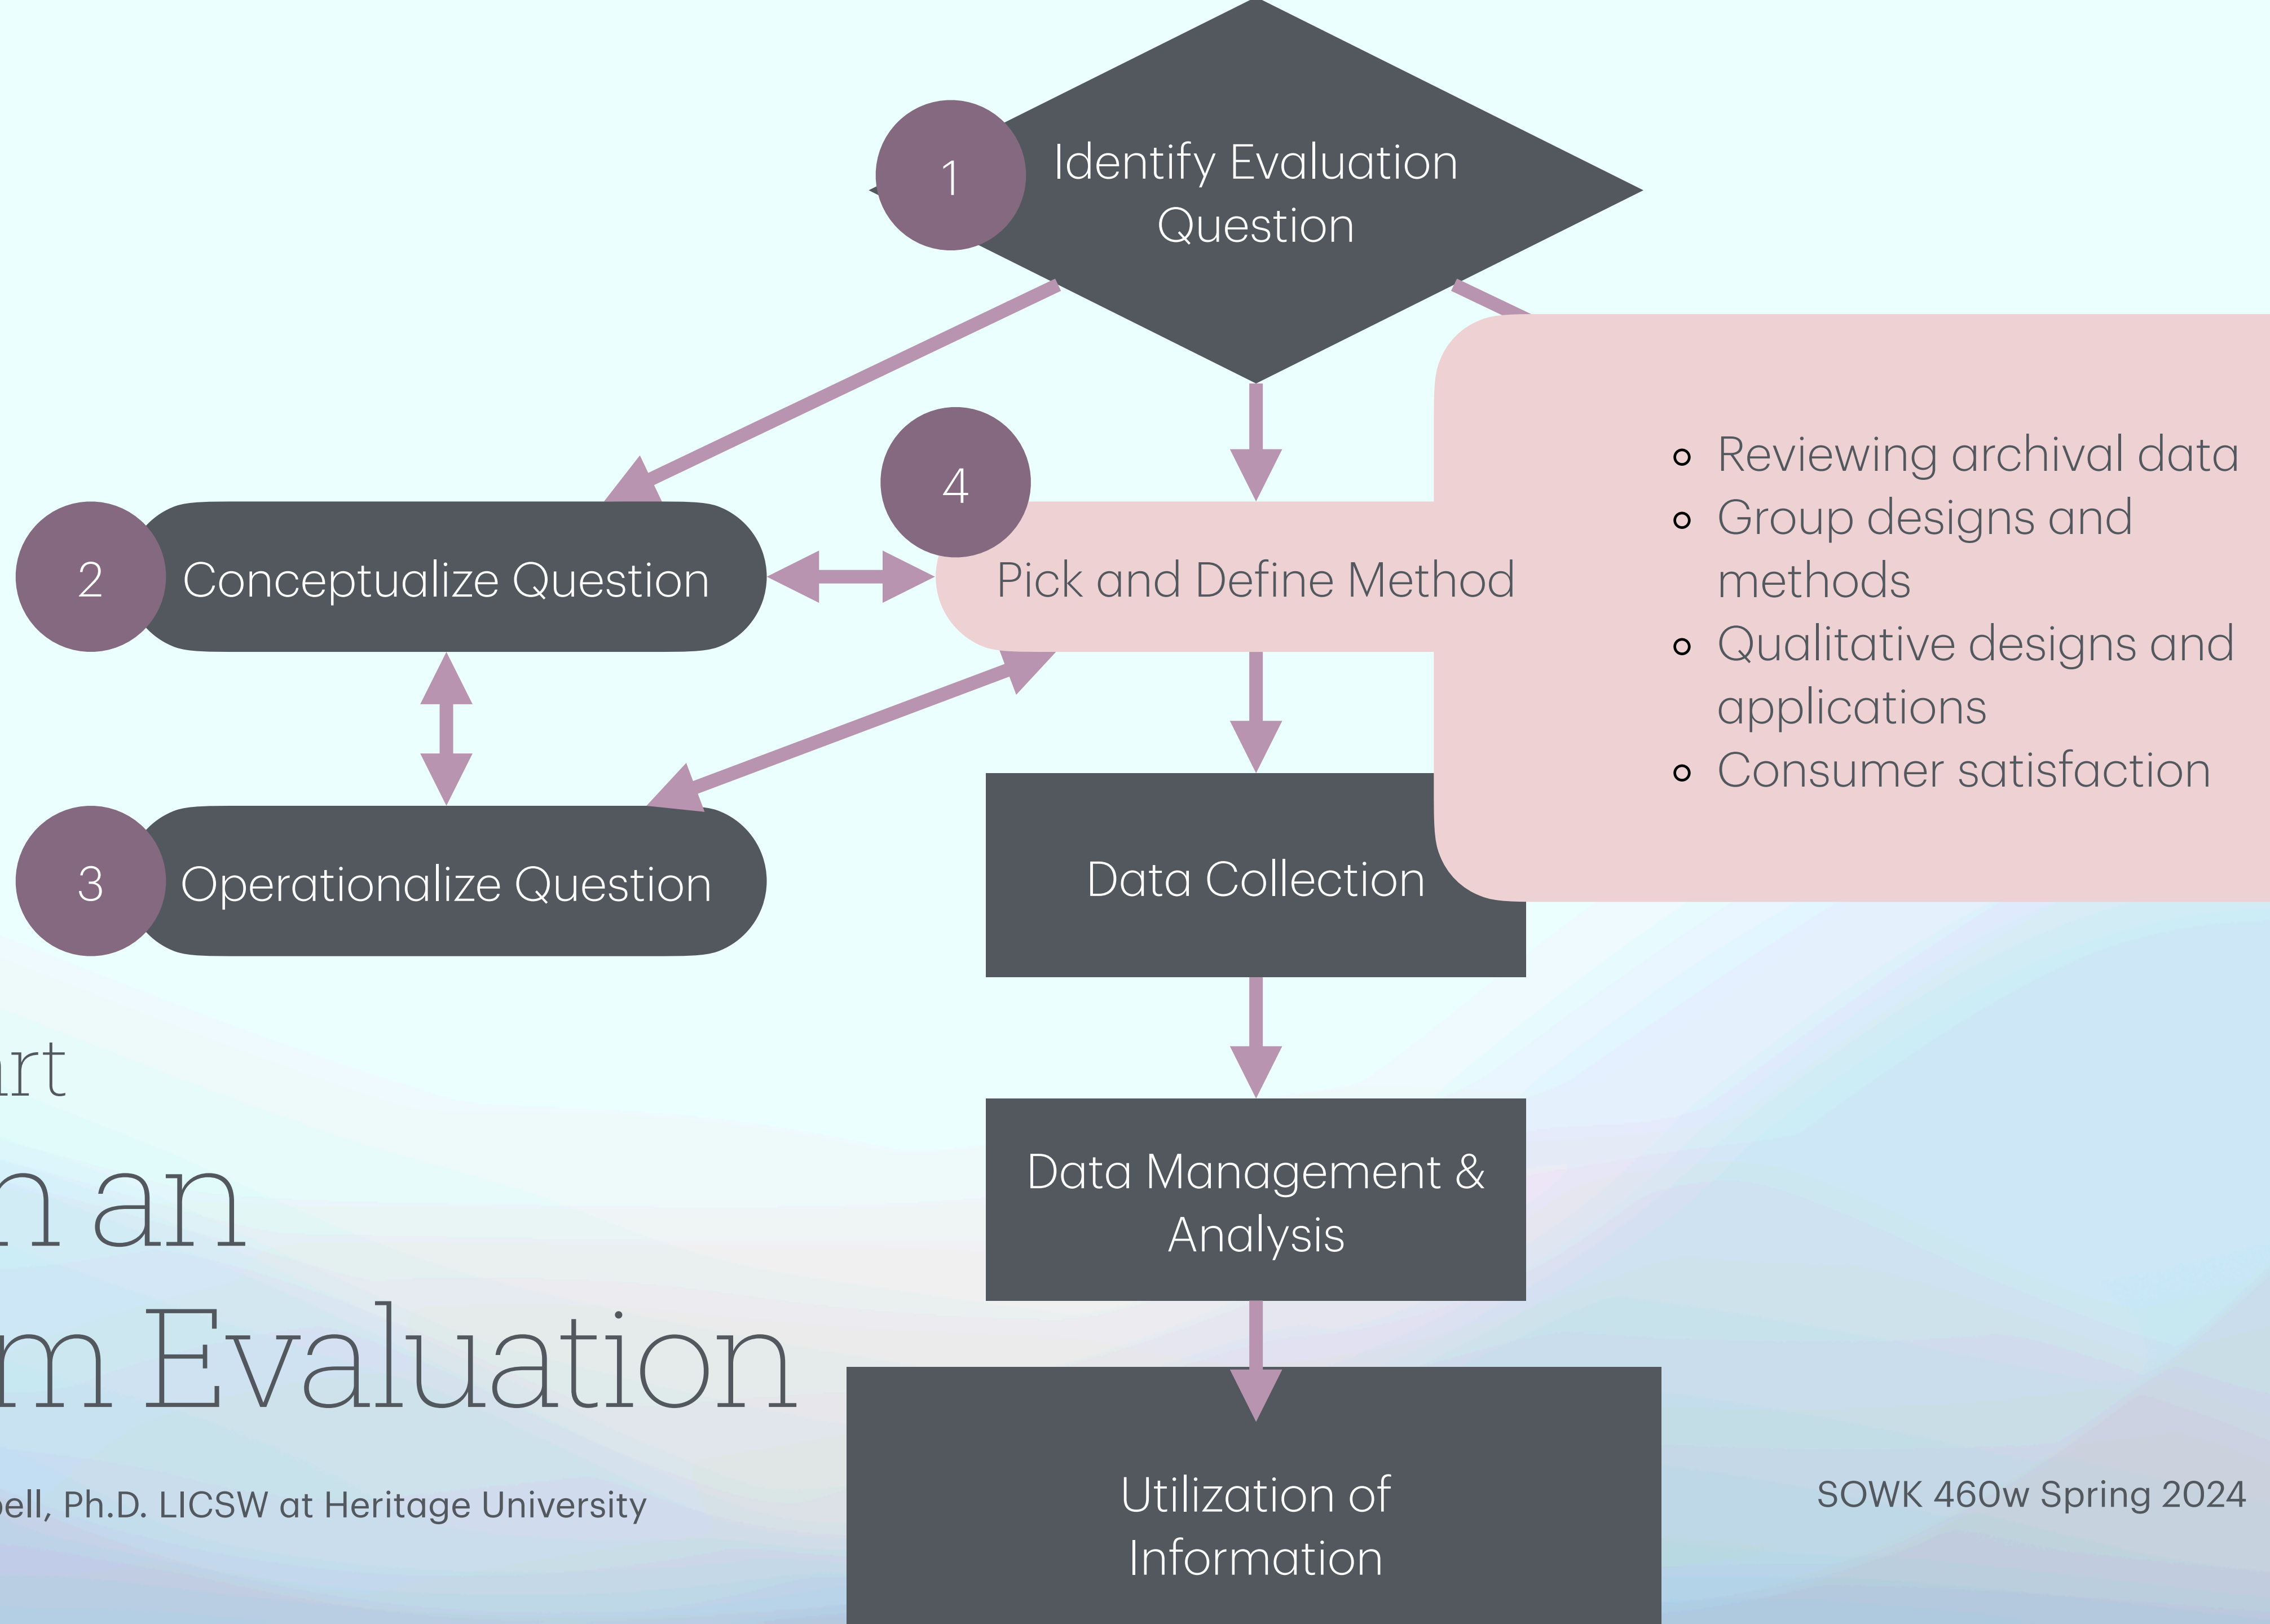 1
Identify Evaluation
Question
4
2
Conceptualize Question
Pick and Define Method
Reviewing archival data
Group designs and
methods
Qualitative designs and
applications
Consumer satisfaction
3
Operationalize Question
Data Collection
Data Management &
Analysis
an
Evaluation
Utilization of
Information
Ph.D. LICSW at Heritage University
SOWK 460w Spring 2024